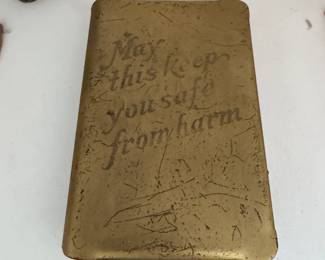 May
this keep
you safe
from harm